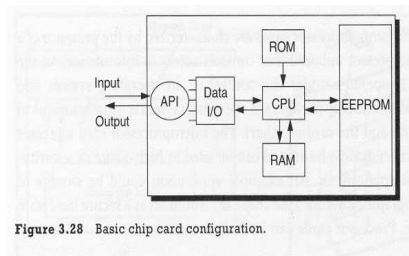 ROM
Input
API
Data
I/O
CPU
EEPROM
Output
RAM
Figure 3.28 Basic chip card configuration.